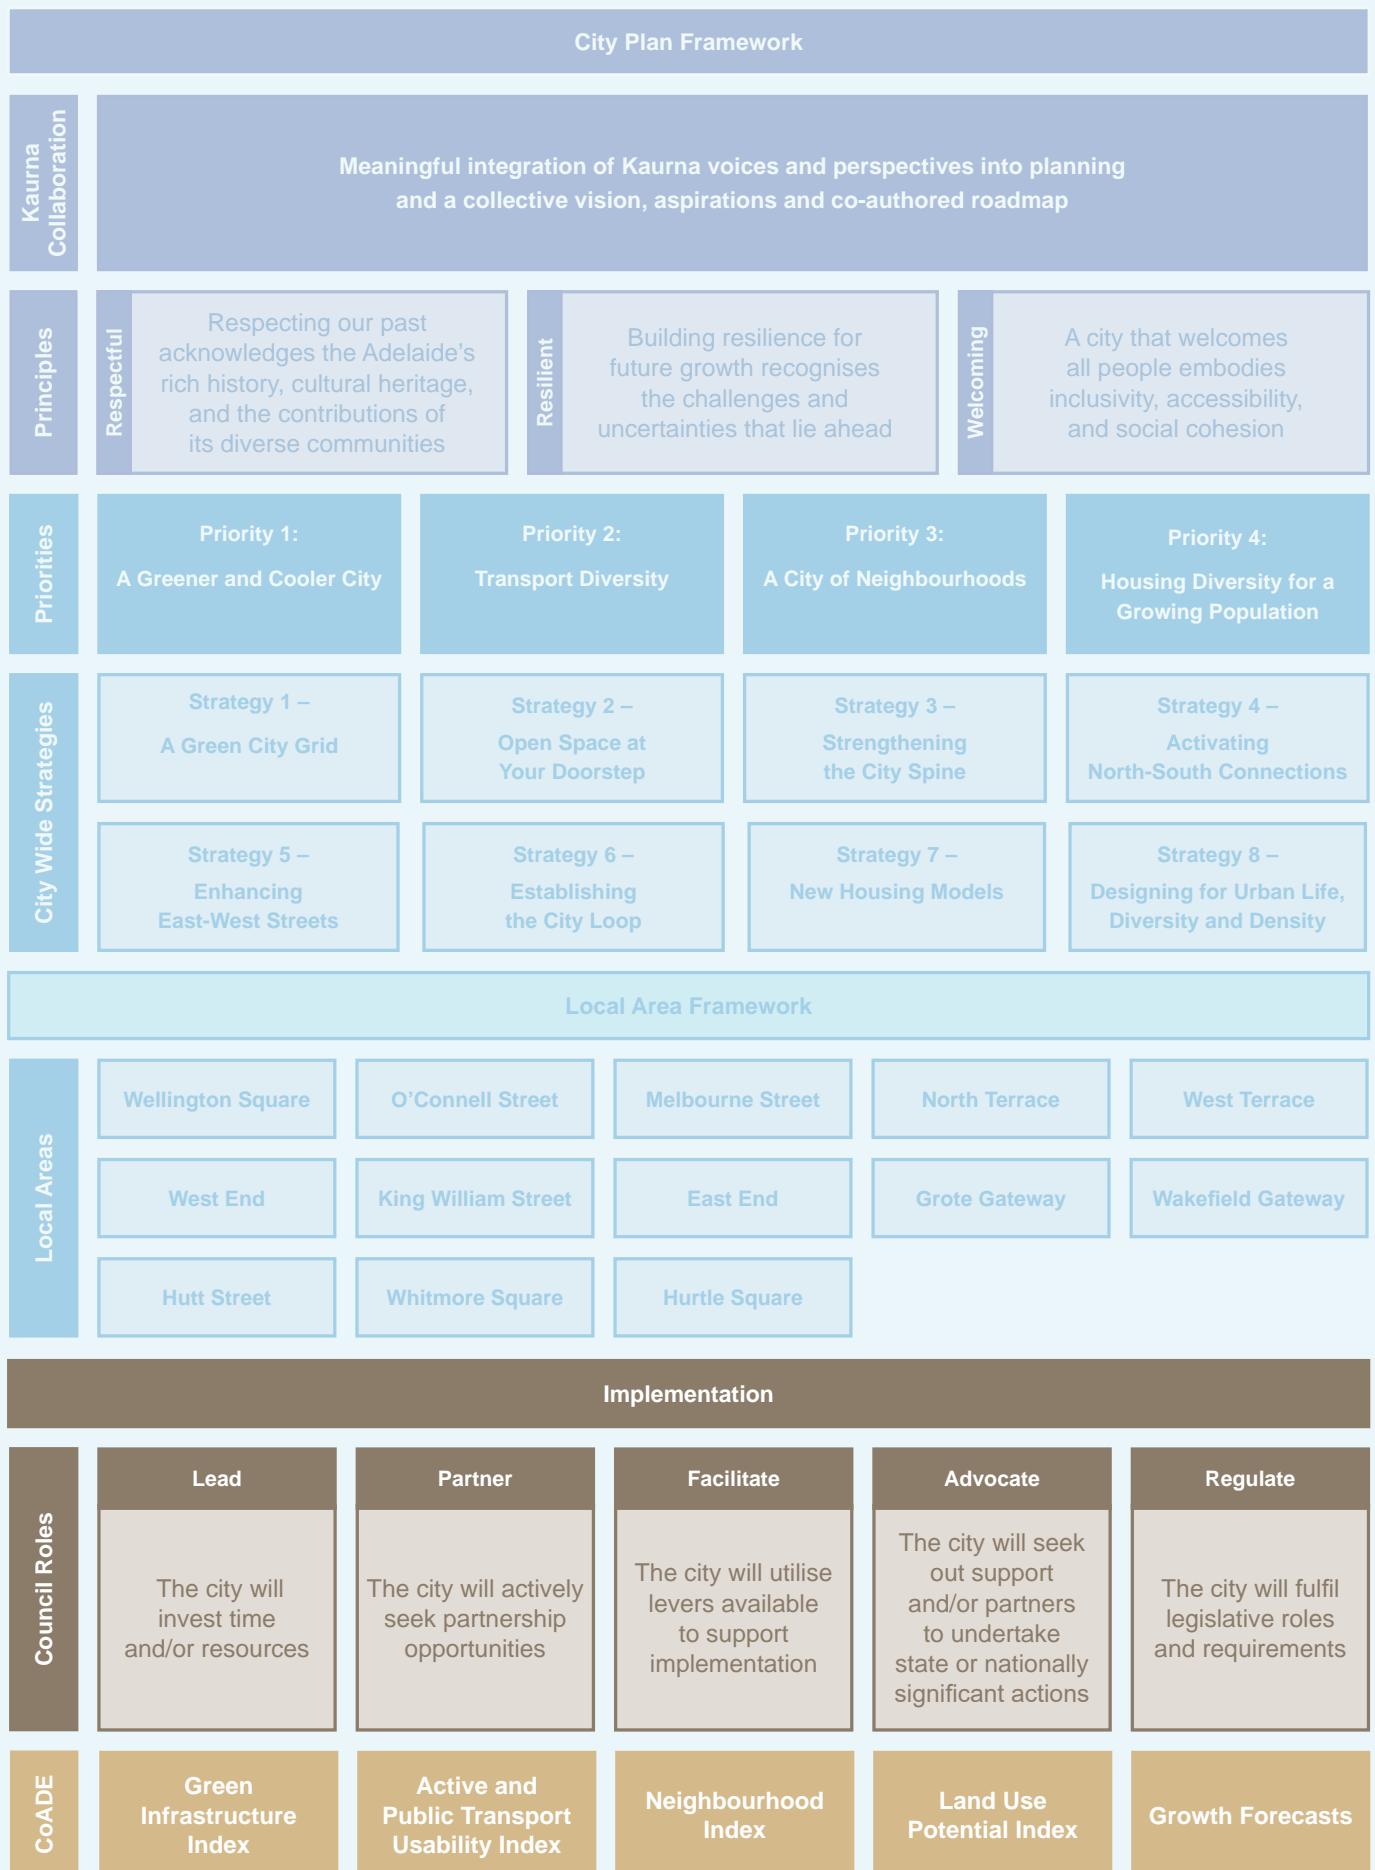 City Plan Framework
Kaurna
Collaboration
Meaningful integration of Kaurna voices and perspectives into planning
and a collective vision, aspirations and co-authored roadmap
Principles
Respectful
Respecting our past
acknowledges the Adelaide's
rich history, cultural heritage,
and the contributions of
its diverse communities
Resilient
Building resilience for
future growth recognises
the challenges and
uncertainties that lie ahead
Welcoming
A city that welcomes
all people embodies
inclusivity, accessibility,
and social cohesion
Priorities
Priority 1:
A Greener and Cooler City
Priority 2:
Transport Diversity
Priority 3:
A City of Neighbourhoods
Priority 4:
Housing Diversity for a
Growing Population
City Wide Strategies
Strategy 1 –
A Green City Grid
Strategy 2 –
Open Space at
Your Doorstep
Strategy 3 –
Strengthening
the City Spine
Strategy 4 –
Activating
North-South Connections
Strategy 5 –
Enhancing
East-West Streets
Strategy 6 –
Establishing
the City Loop
Strategy 7 –
New Housing Models
Strategy 8 –
Designing for Urban Life,
Diversity and Density
Local Area Framework
Local Areas
Wellington Square
O’Connell Street
Melbourne Street
North Terrace
West Terrace
West End
King William Street
East End
Grote Gateway
Wakefield Gateway
Hutt Street
Whitmore Square
Hurtle Square
Implementation
Council Roles
Lead
The city will
invest time
and/or resources
Partner
The city will actively
seek partnership
opportunities
Facilitate
The city will utilise
levers available
to support
implementation
Advocate
The city will seek
out support
and/or partners
to undertake
state or nationally
significant actions
Regulate
The city will fulfil
legislative roles
and requirements
CoADE
Green
Infrastructure
Index
Active and
Public Transport
Usability Index
Neighbourhood
Index
Land Use
Potential Index
Growth Forecasts